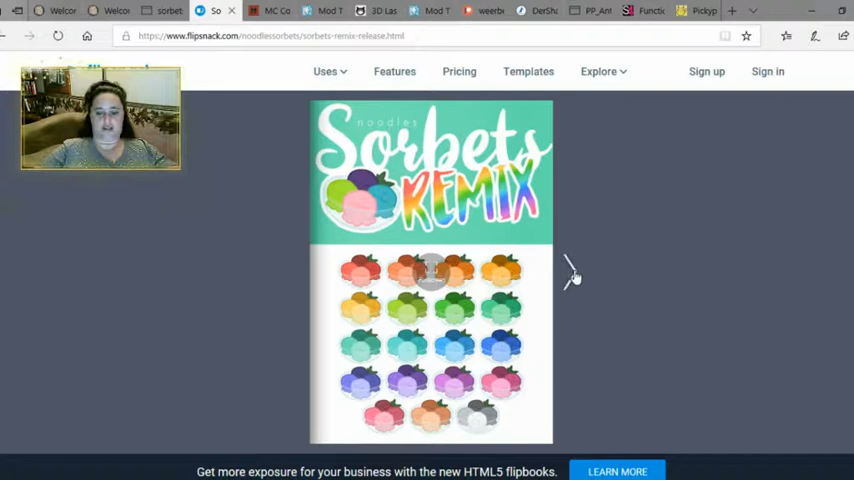 Welcor
Welcor
sorbet
So
MC Co
Mod T
3D Las
Mod T
weerb
DerSha
PP_Ant
Functio
Pickyp
https://www.flipsnack.com/noodlessorbets/sorbets-remix-release.html
Uses
Features
Pricing
Templates
Explore
Sign up
Sign in
noodles
Sorbets
REMIX
Get more exposure for your business with the new HTML5 flipbooks.
LEARN MORE